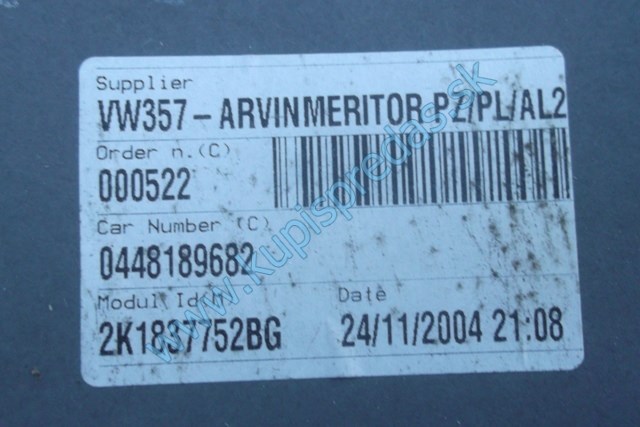 Supplier
VW357-ARVINMERITOR PZ/PL/AL2
Order n.(C)
000522
Car Number (C)
0448189682
Modul Id.n. Date
2K1837752BG 24/11/2004 21:08
www.kupispredas.sk